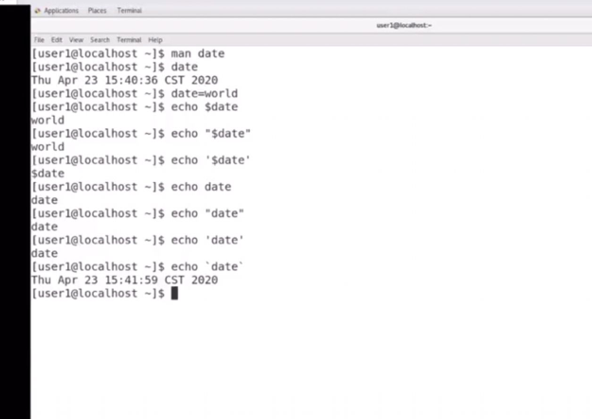 Applications Places Terminal
user1@localhost:~
File Edit View Search Terminal Help
[user1@localhost ~]$ man date
[user1@localhost ~]$ date
Thu Apr 23 15:40:36 CST 2020
[user1@localhost ~]$ date=world
[user1@localhost ~]$ echo $date
world
[user1@localhost ~]$ echo "$date"
world
[user1@localhost ~]$ echo '$date'
$date
[user1@localhost ~]$ echo date
date
[user1@localhost ~]$ echo "date"
date
[user1@localhost ~]$ echo 'date'
date
[user1@localhost ~]$ echo `date`
Thu Apr 23 15:41:59 CST 2020
[user1@localhost ~]$